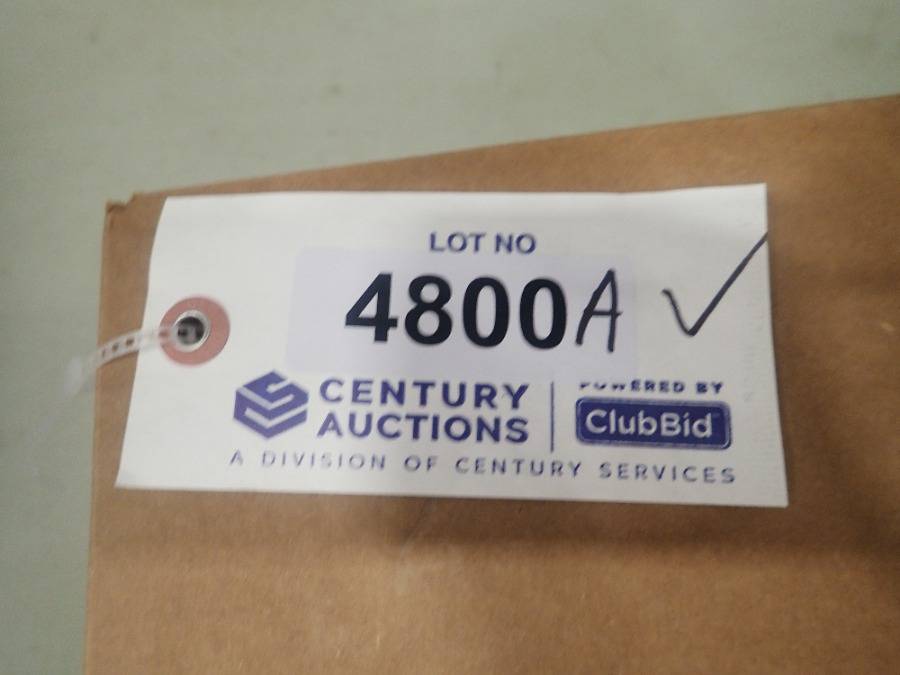 LOT NO
4800A ✓
CENTURY
AUCTIONS
POWERED BY
ClubBid
A DIVISION OF CENTURY SERVICES